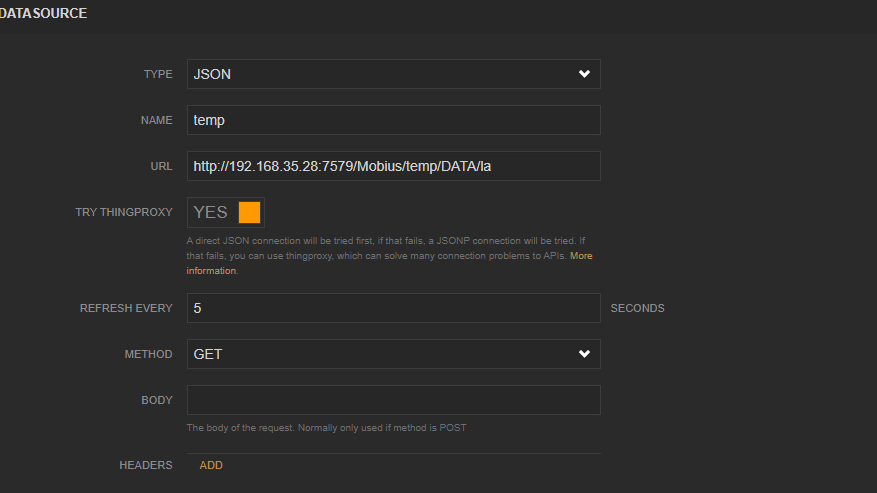 DATASOURCE
TYPE JSON
NAME temp
URL http://192.168.35.28:7579/Mobius/temp/DATA/la
TRY THINGPROXY YES
A direct JSON connection will be tried first, if that fails, a JSONP connection will be tried. If
that fails, you can use thingproxy, which can solve many connection problems to APIs. More
information.
REFRESH EVERY 5 SECONDS
METHOD GET
BODY
The body of the request. Normally only used if method is POST
HEADERS ADD